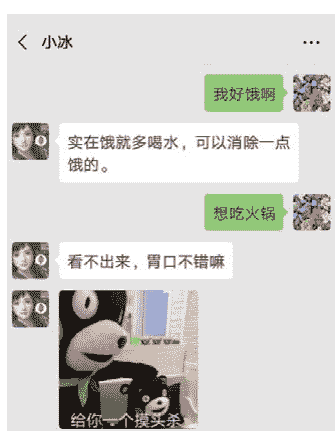 小冰
我好饿啊
实在饿就多喝水，可以消除一点
饿的。
想吃火锅
看不出来，胃口不错嘛
给你一个摸头杀